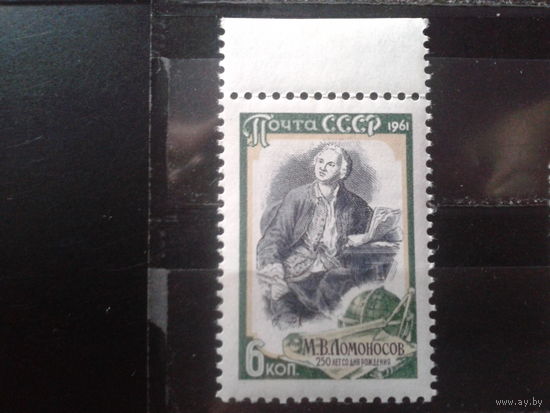 Почта СССР 1961
М.В.Ломоносов
250 ЛЕТ СО ДНЯ РОЖДЕНИЯ
6 коп.
www.ay.by